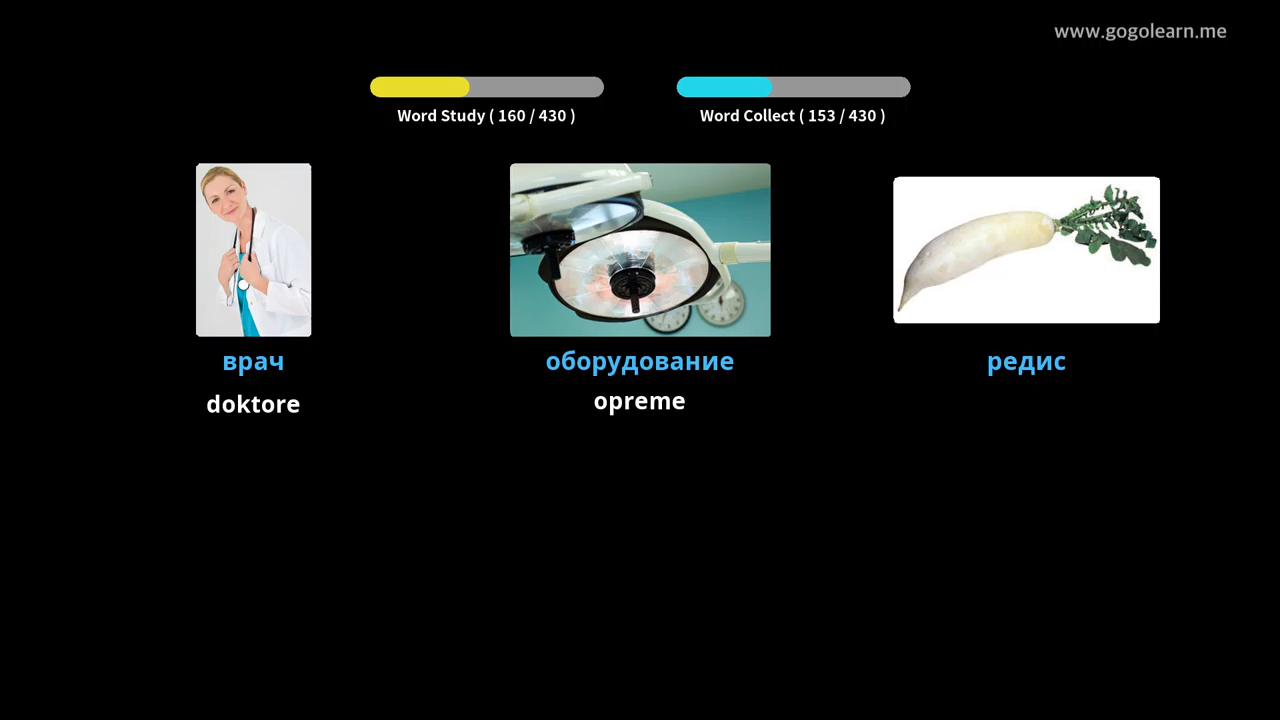 www.gogolearn.me
Word Study ( 160 / 430 )
Word Collect ( 153 / 430 )
врач
оборудование
редис
doktore
opreme